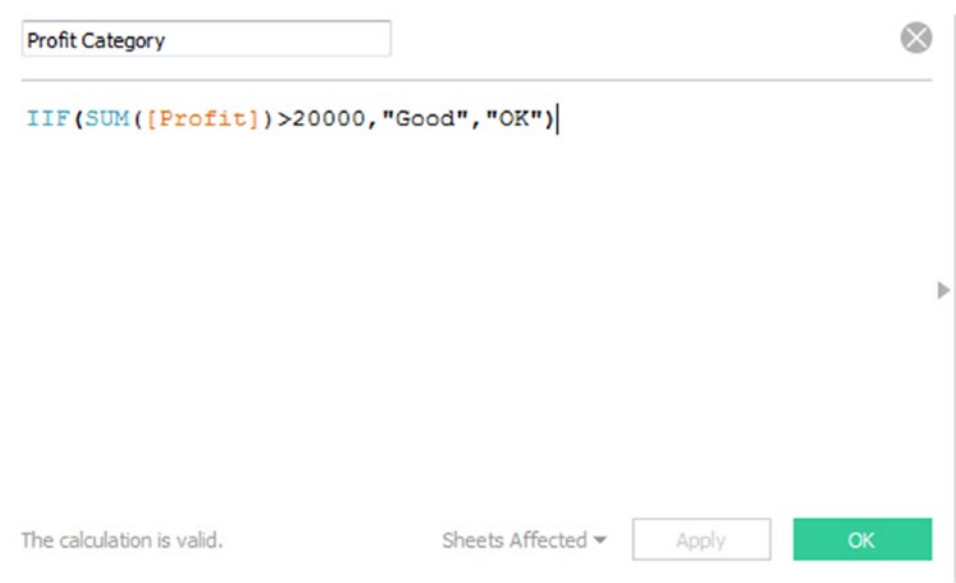 Profit Category
IIF(SUM([Profit])>20000,"Good","OK")
The calculation is valid. Sheets Affected Apply OK